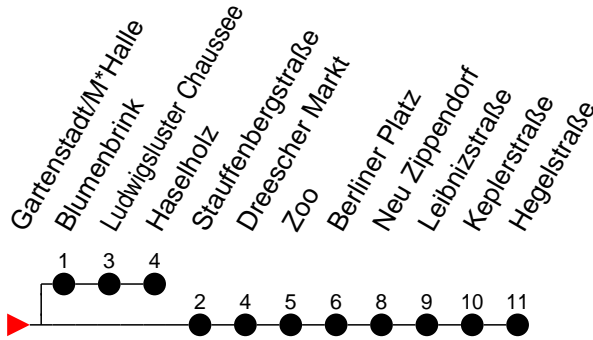 Gartenstadt/M*Halle
Blumenbrink
Ludwigsluster Chaussee
Haselholz
Stauffenbergstraße
Dreescher Markt
Zoo
Berliner Platz
Neu Zippendorf
Leibnizstraße
Keplerstraße
Hegelstraße
1 3 4
2 4 5 6 8 9 10 11